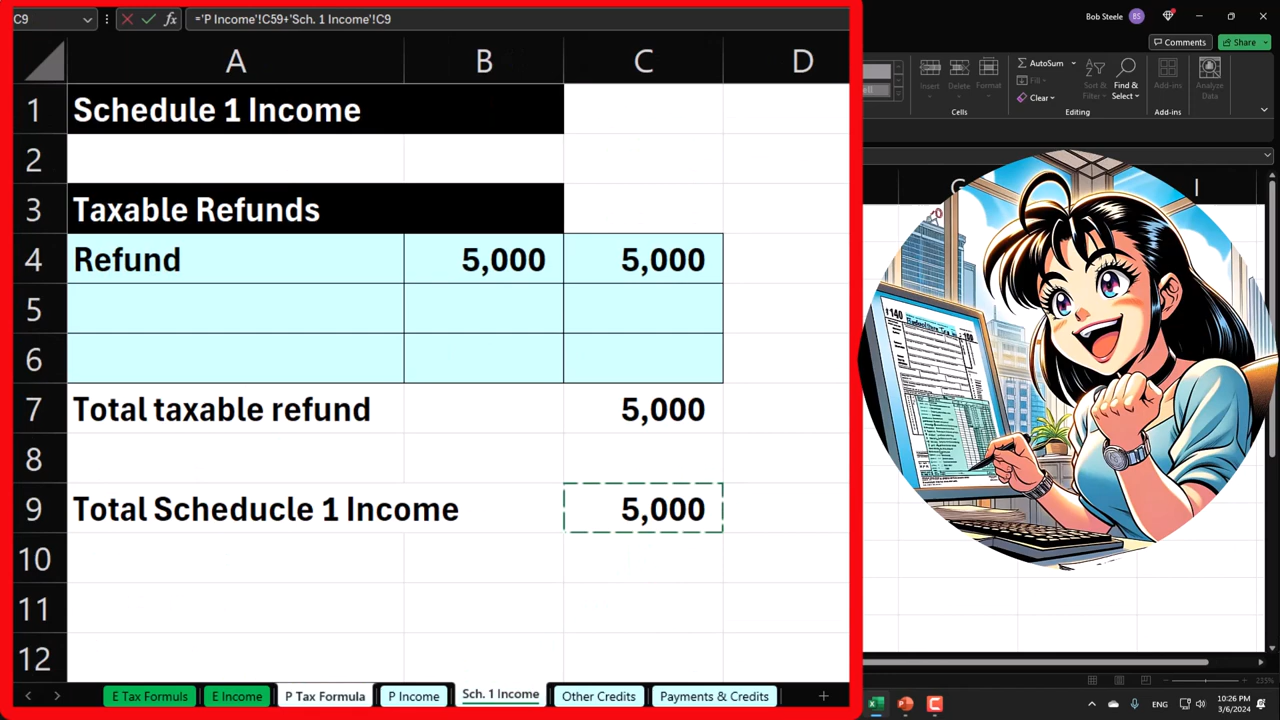 C9 ='P Income'!C59+'Sch. 1 Income'!C9
Bob Steele BS
Comments Share
AutoSum
Fill
Clear
Insert Delete Format
Sort & Filter
Find & Select
Add-ins
Analyze Data
Cells Editing Add-ins
A B C D
I
1 Schedule 1 Income
2
3 Taxable Refunds
4 Refund 5,000 5,000
5
6
7 Total taxable refund 5,000
8
9 Total Scheducle 1 Income 5,000
10
11
12
E Tax Formuls E Income P Tax Formula P Income Sch. 1 Income Other Credits Payments & Credits
235%
ENG
10:26 PM
3/6/2024